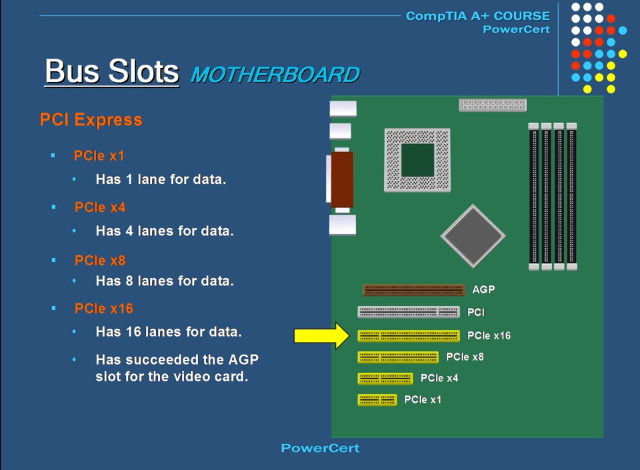 CompTIA A+ COURSE
PowerCert
Bus Slots MOTHERBOARD
PCI Express
PCIe x1
Has 1 lane for data.
PCIe x4
Has 4 lanes for data.
PCIe x8
Has 8 lanes for data.
PCIe x16
Has 16 lanes for data.
Has succeeded the AGP
slot for the video card.
AGP
PCI
PCIe x16
PCIe x8
PCIe x4
PCIe x1
PowerCert